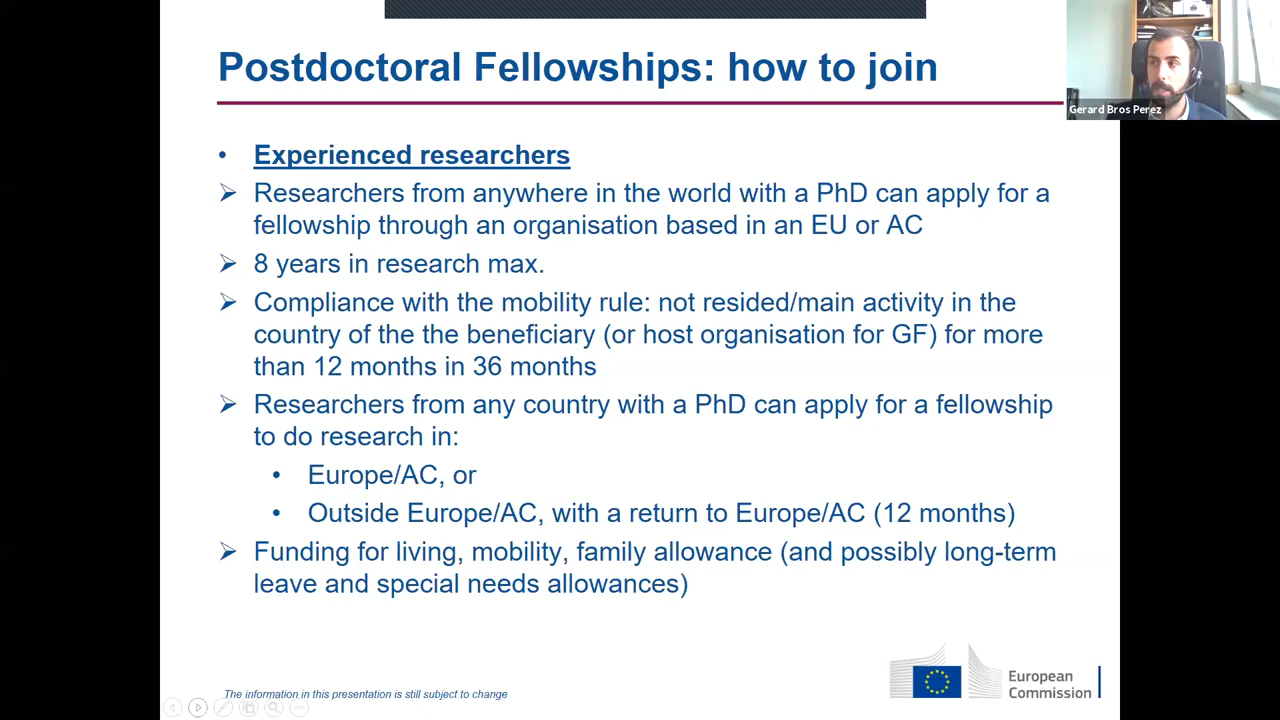 Postdoctoral Fellowships: how to join
Gerard Bros Perez
• Experienced researchers
➢ Researchers from anywhere in the world with a PhD can apply for a
fellowship through an organisation based in an EU or AC
➢ 8 years in research max.
➢ Compliance with the mobility rule: not resided/main activity in the
country of the the beneficiary (or host organisation for GF) for more
than 12 months in 36 months
➢ Researchers from any country with a PhD can apply for a fellowship
to do research in:
• Europe/AC, or
• Outside Europe/AC, with a return to Europe/AC (12 months)
➢ Funding for living, mobility, family allowance (and possibly long-term
leave and special needs allowances)
European
Commission
The information in this presentation is still subject to change